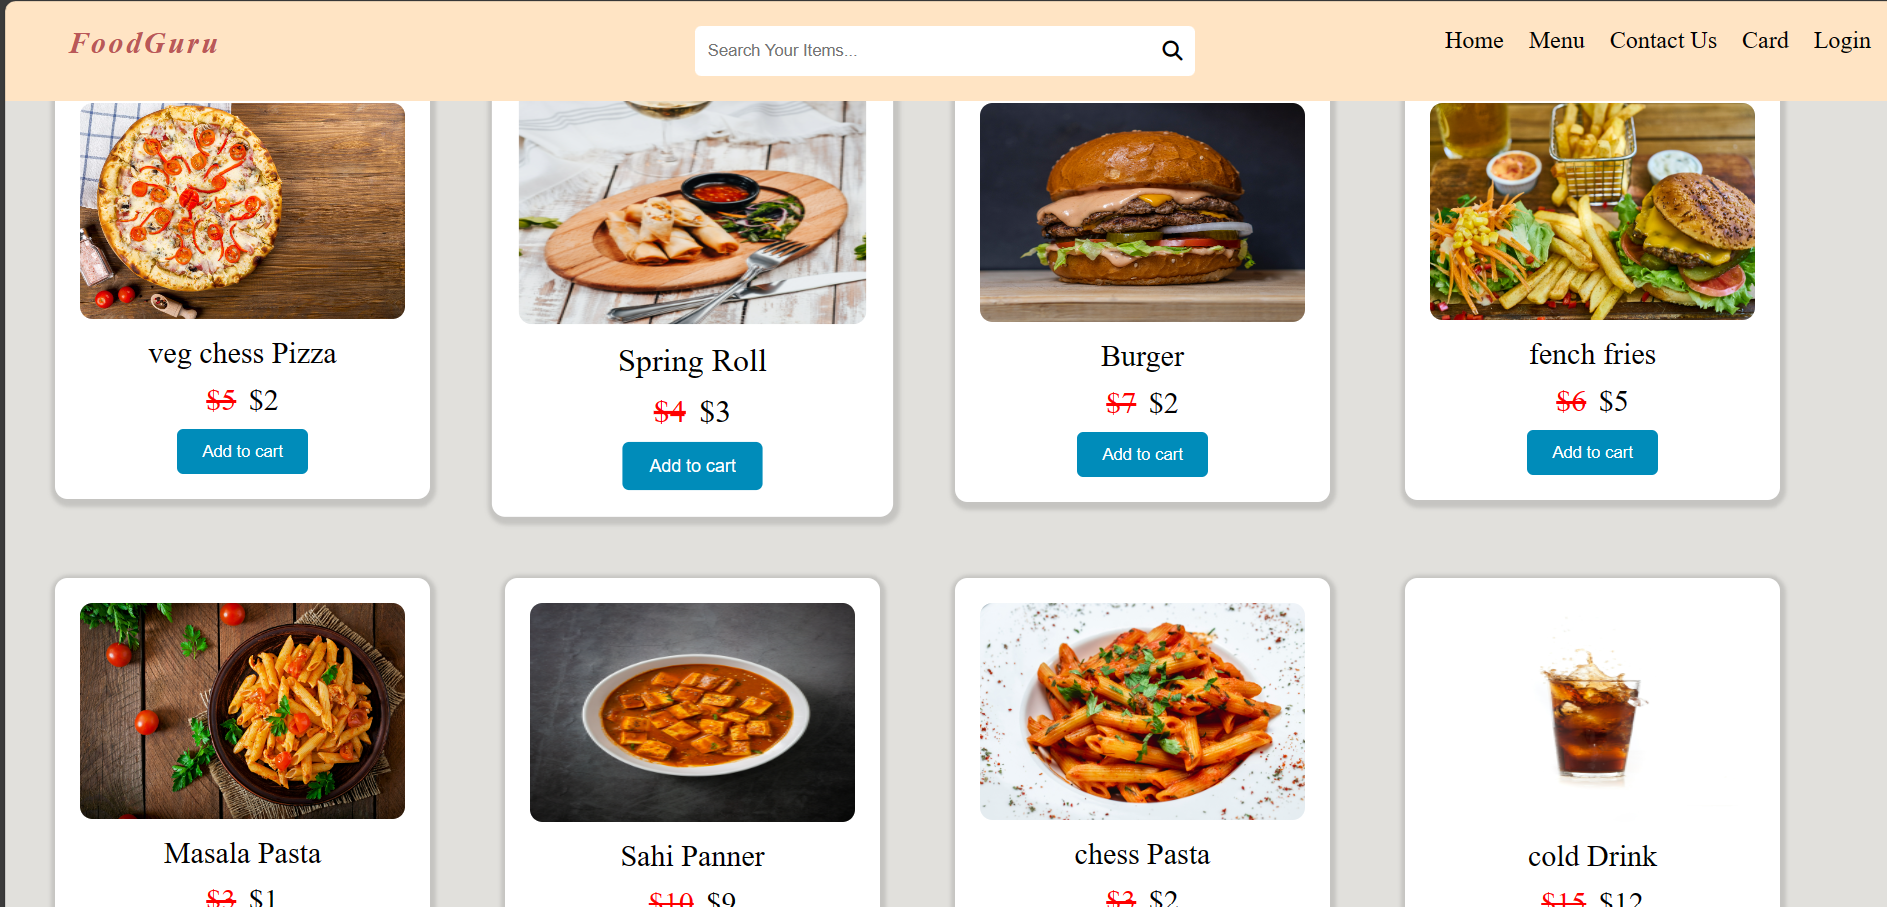 FoodGuru
Search Your Items...
Home Menu Contact Us Card Login
veg chess Pizza
$5 $2
Add to cart
Spring Roll
$4 $3
Add to cart
Burger
$7 $2
Add to cart
fench fries
$6 $5
Add to cart
Masala Pasta
$3 $1
Sahi Panner
$10 $9
chess Pasta
$3 $2
cold Drink
$15 $12